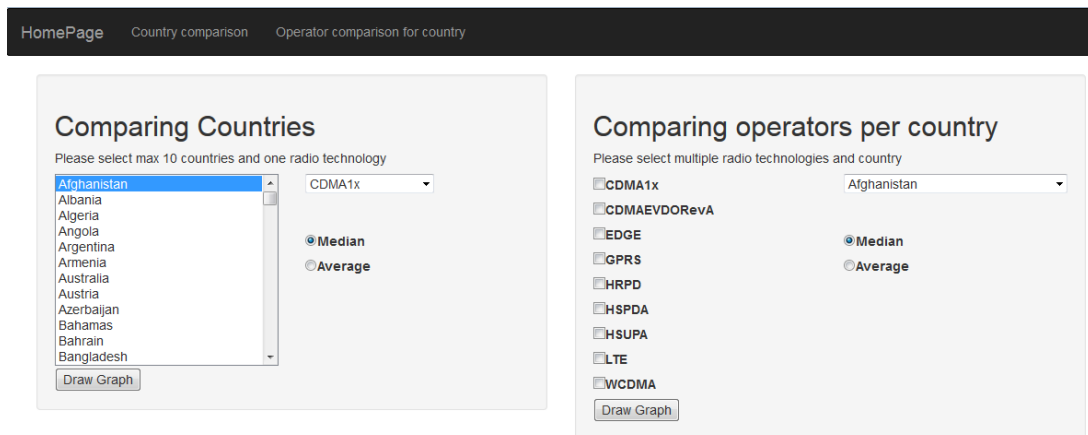 HomePage Country comparison Operator comparison for country
Comparing Countries
Please select max 10 countries and one radio technology
Afghanistan
Albania
Algeria
Angola
Argentina
Armenia
Australia
Austria
Azerbaijan
Bahamas
Bahrain
Bangladesh
CDMA1x
Median
Average
Draw Graph
Comparing operators per country
Please select multiple radio technologies and country
CDMA1x
CDMAEVDORevA
EDGE
GPRS
HRPD
HSPDA
HSUPA
LTE
WCDMA
Afghanistan
Median
Average
Draw Graph